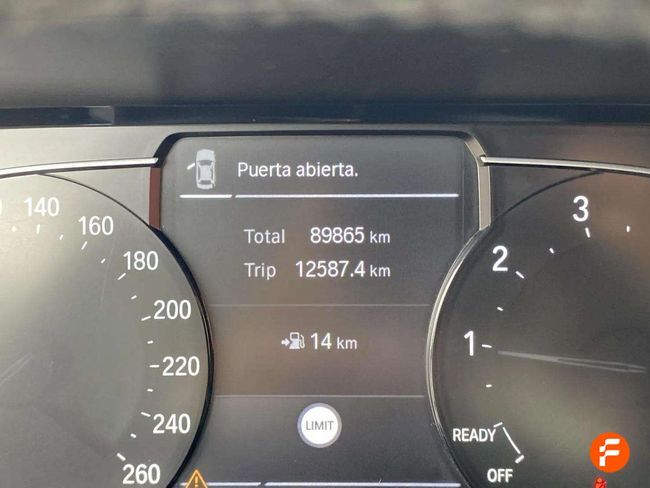 Puerta abierta.
Total 89865 km
Trip 12587.4 km
14 km
LIMIT
140
160
180
200
220
240
260
3
2
1
READY
OFF